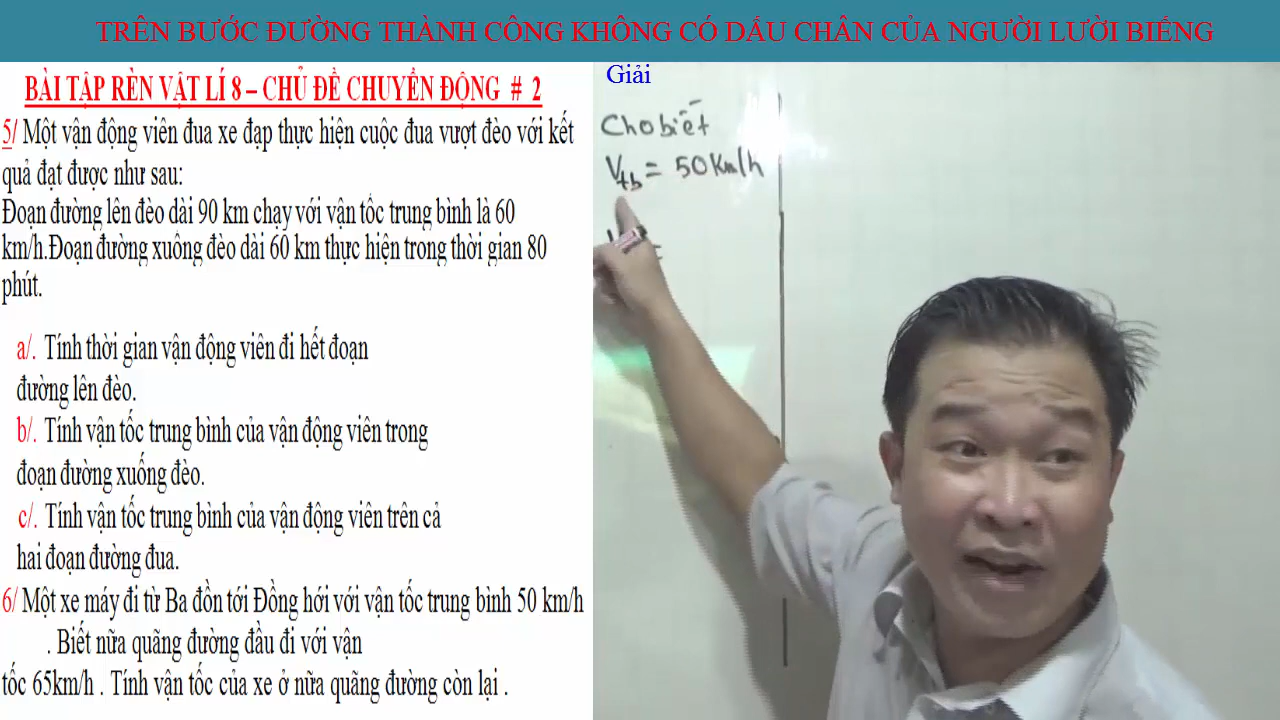 TRÊN BƯỚC ĐƯỜNG THÀNH CÔNG KHÔNG CÓ DẤU CHÂN CỦA NGƯỜI LƯỜI BIẾNG
BÀI TẬP RÈN VẬT LÍ 8 – CHỦ ĐỀ CHUYỂN ĐỘNG # 2
5/ Một vận động viên đua xe đạp thực hiện cuộc đua vượt đèo với kết
quả đạt được như sau:
Đoạn đường lên đèo dài 90 km chạy với vận tốc trung bình là 60
km/h.Đoạn đường xuống đèo dài 60 km thực hiện trong thời gian 80
phút.
a/. Tính thời gian vận động viên đi hết đoạn
đường lên đèo.
b/. Tính vận tốc trung bình của vận động viên trong
đoạn đường xuống đèo.
c/. Tính vận tốc trung bình của vận động viên trên cả
hai đoạn đường đua.
6/ Một xe máy đi từ Ba đồn tới Đồng hới với vận tốc trung bình 50 km/h
. Biết nữa quãng đường đầu đi với vận
tốc 65km/h . Tính vận tốc của xe ở nữa quãng đường còn lại .
Giải
Cho biết
Vtb = 50 Km/h